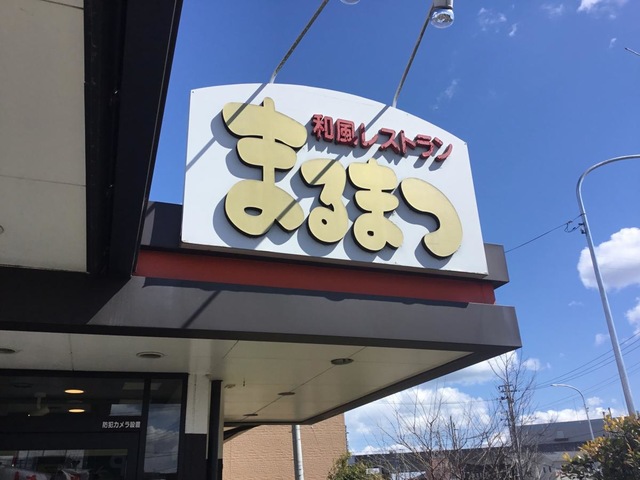 和風レストラン
まるまつ
防犯カメラ設置